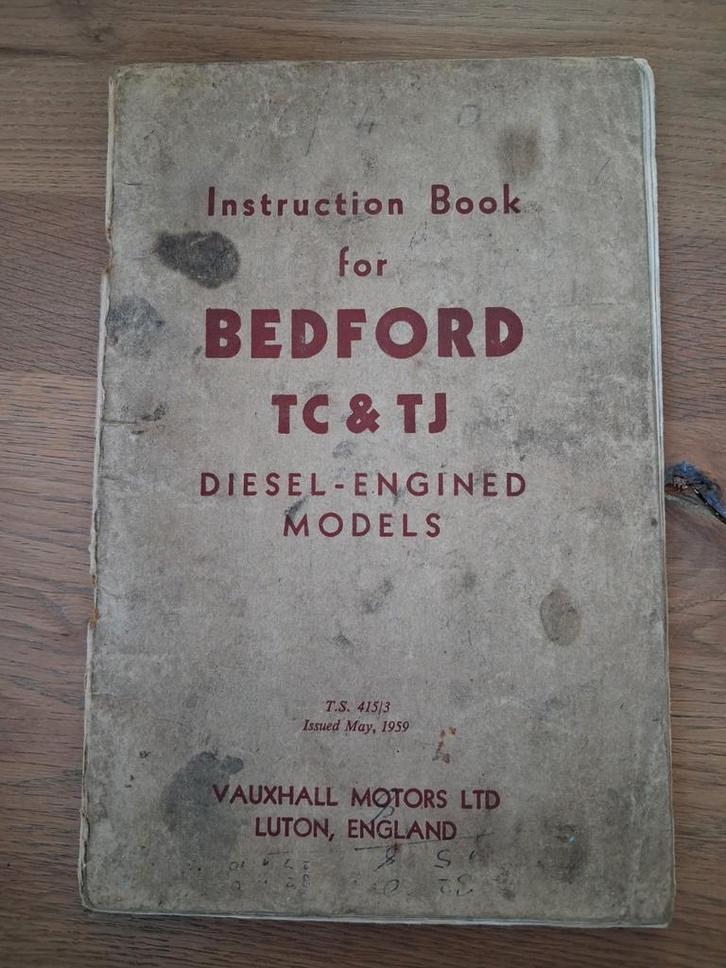 Instruction Book
for
BEDFORD
TC & TJ
DIESEL-ENGINED
MODELS
T.S. 415/3
Issued May, 1959
VAUXHALL MOTORS LTD
LUTON, ENGLAND